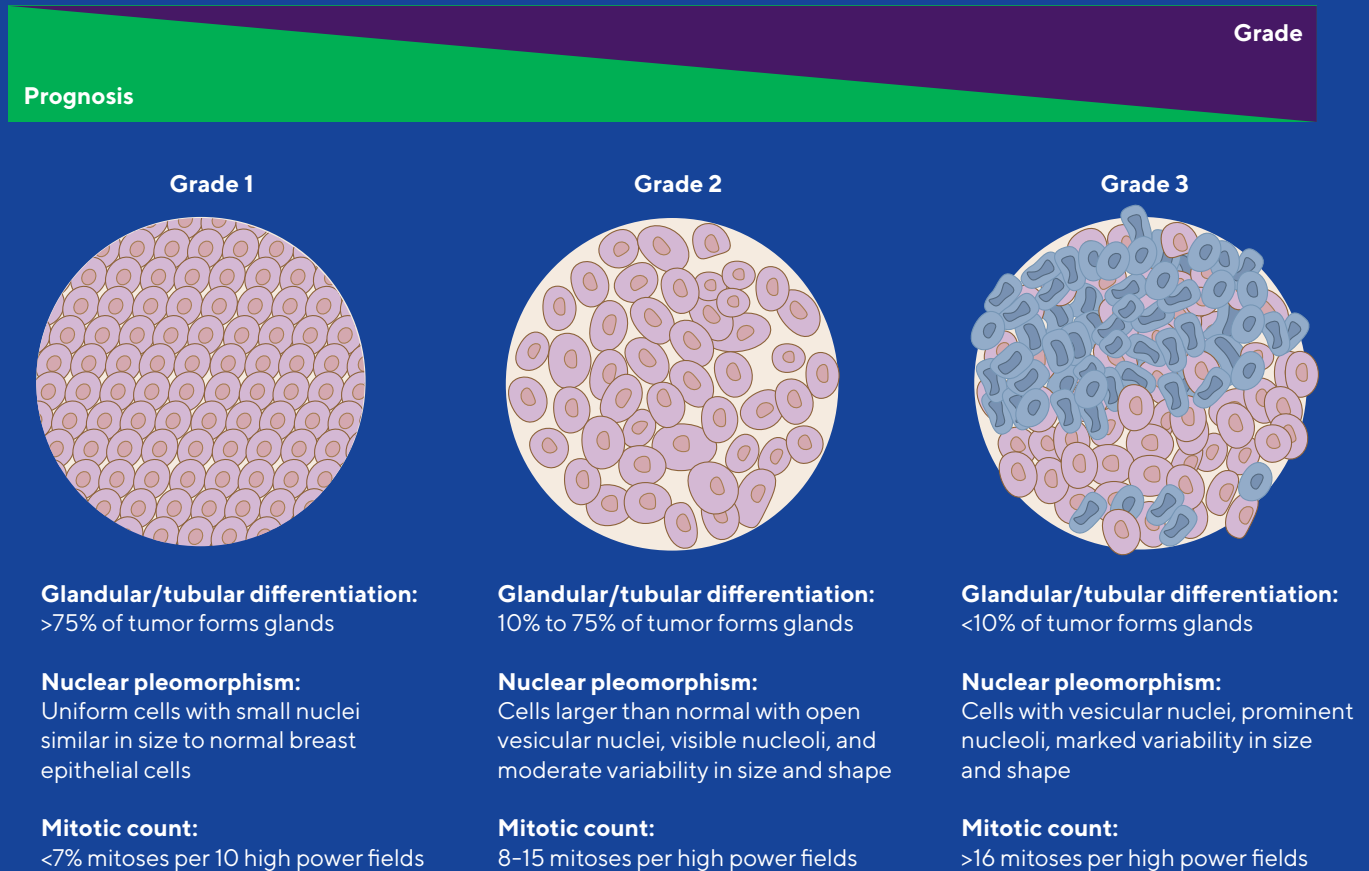 Grade
Prognosis
Grade 1
Grade 2
Grade 3
Glandular/tubular differentiation:
>75% of tumor forms glands
Nuclear pleomorphism:
Uniform cells with small nuclei
similar in size to normal breast
epithelial cells
Mitotic count:
<7% mitoses per 10 high power fields
Glandular/tubular differentiation:
10% to 75% of tumor forms glands
Nuclear pleomorphism:
Cells larger than normal with open
vesicular nuclei, visible nucleoli, and
moderate variability in size and shape
Mitotic count:
8-15 mitoses per high power fields
Glandular/tubular differentiation:
<10% of tumor forms glands
Nuclear pleomorphism:
Cells with vesicular nuclei, prominent
nucleoli, marked variability in size
and shape
Mitotic count:
>16 mitoses per high power fields